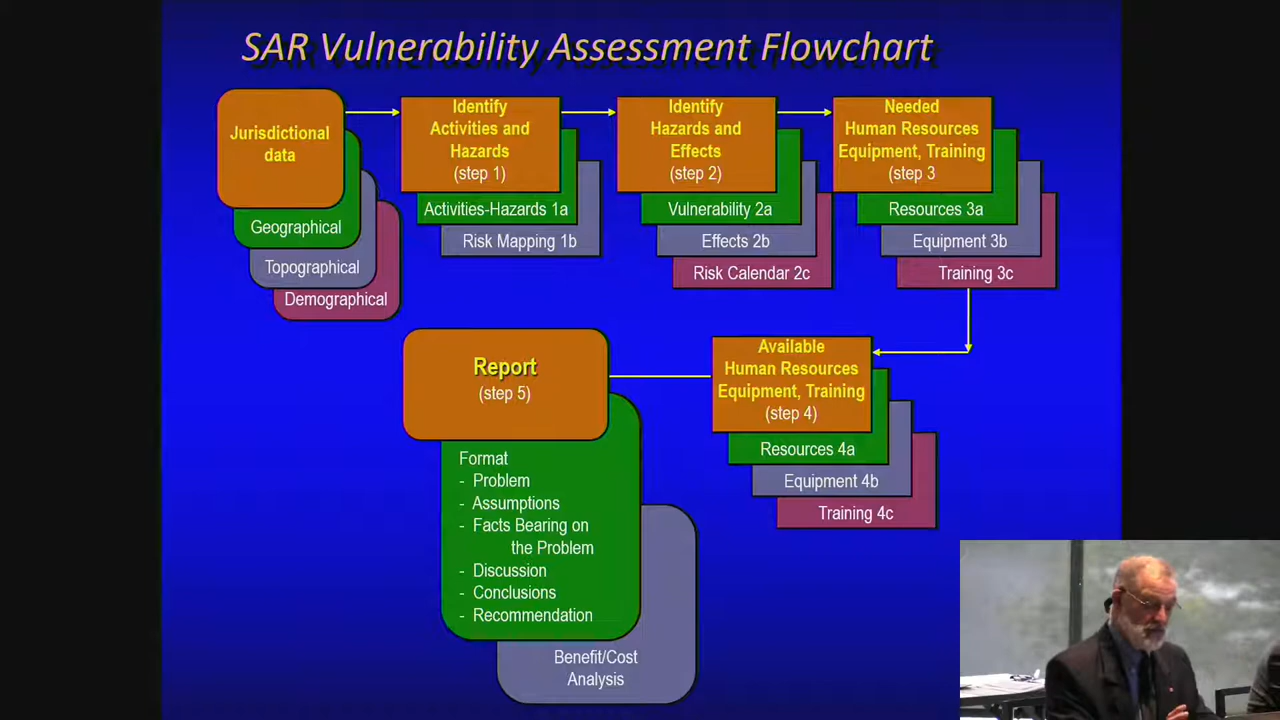 SAR Vulnerability Assessment Flowchart
Jurisdictional
data
Geographical
Topographical
Demographical
Identify
Activities and
Hazards
(step 1)
Activities-Hazards 1a
Risk Mapping 1b
Identify
Hazards and
Effects
(step 2)
Vulnerability 2a
Effects 2b
Risk Calendar 2c
Needed
Human Resources
Equipment, Training
(step 3
Resources 3a
Equipment 3b
Training 3c
Available
Human Resources
Equipment, Training
(step 4)
Resources 4a
Equipment 4b
Training 4c
Report
(step 5)
Format
- Problem
- Assumptions
- Facts Bearing on
the Problem
- Discussion
- Conclusions
- Recommendation
Benefit/Cost
Analysis